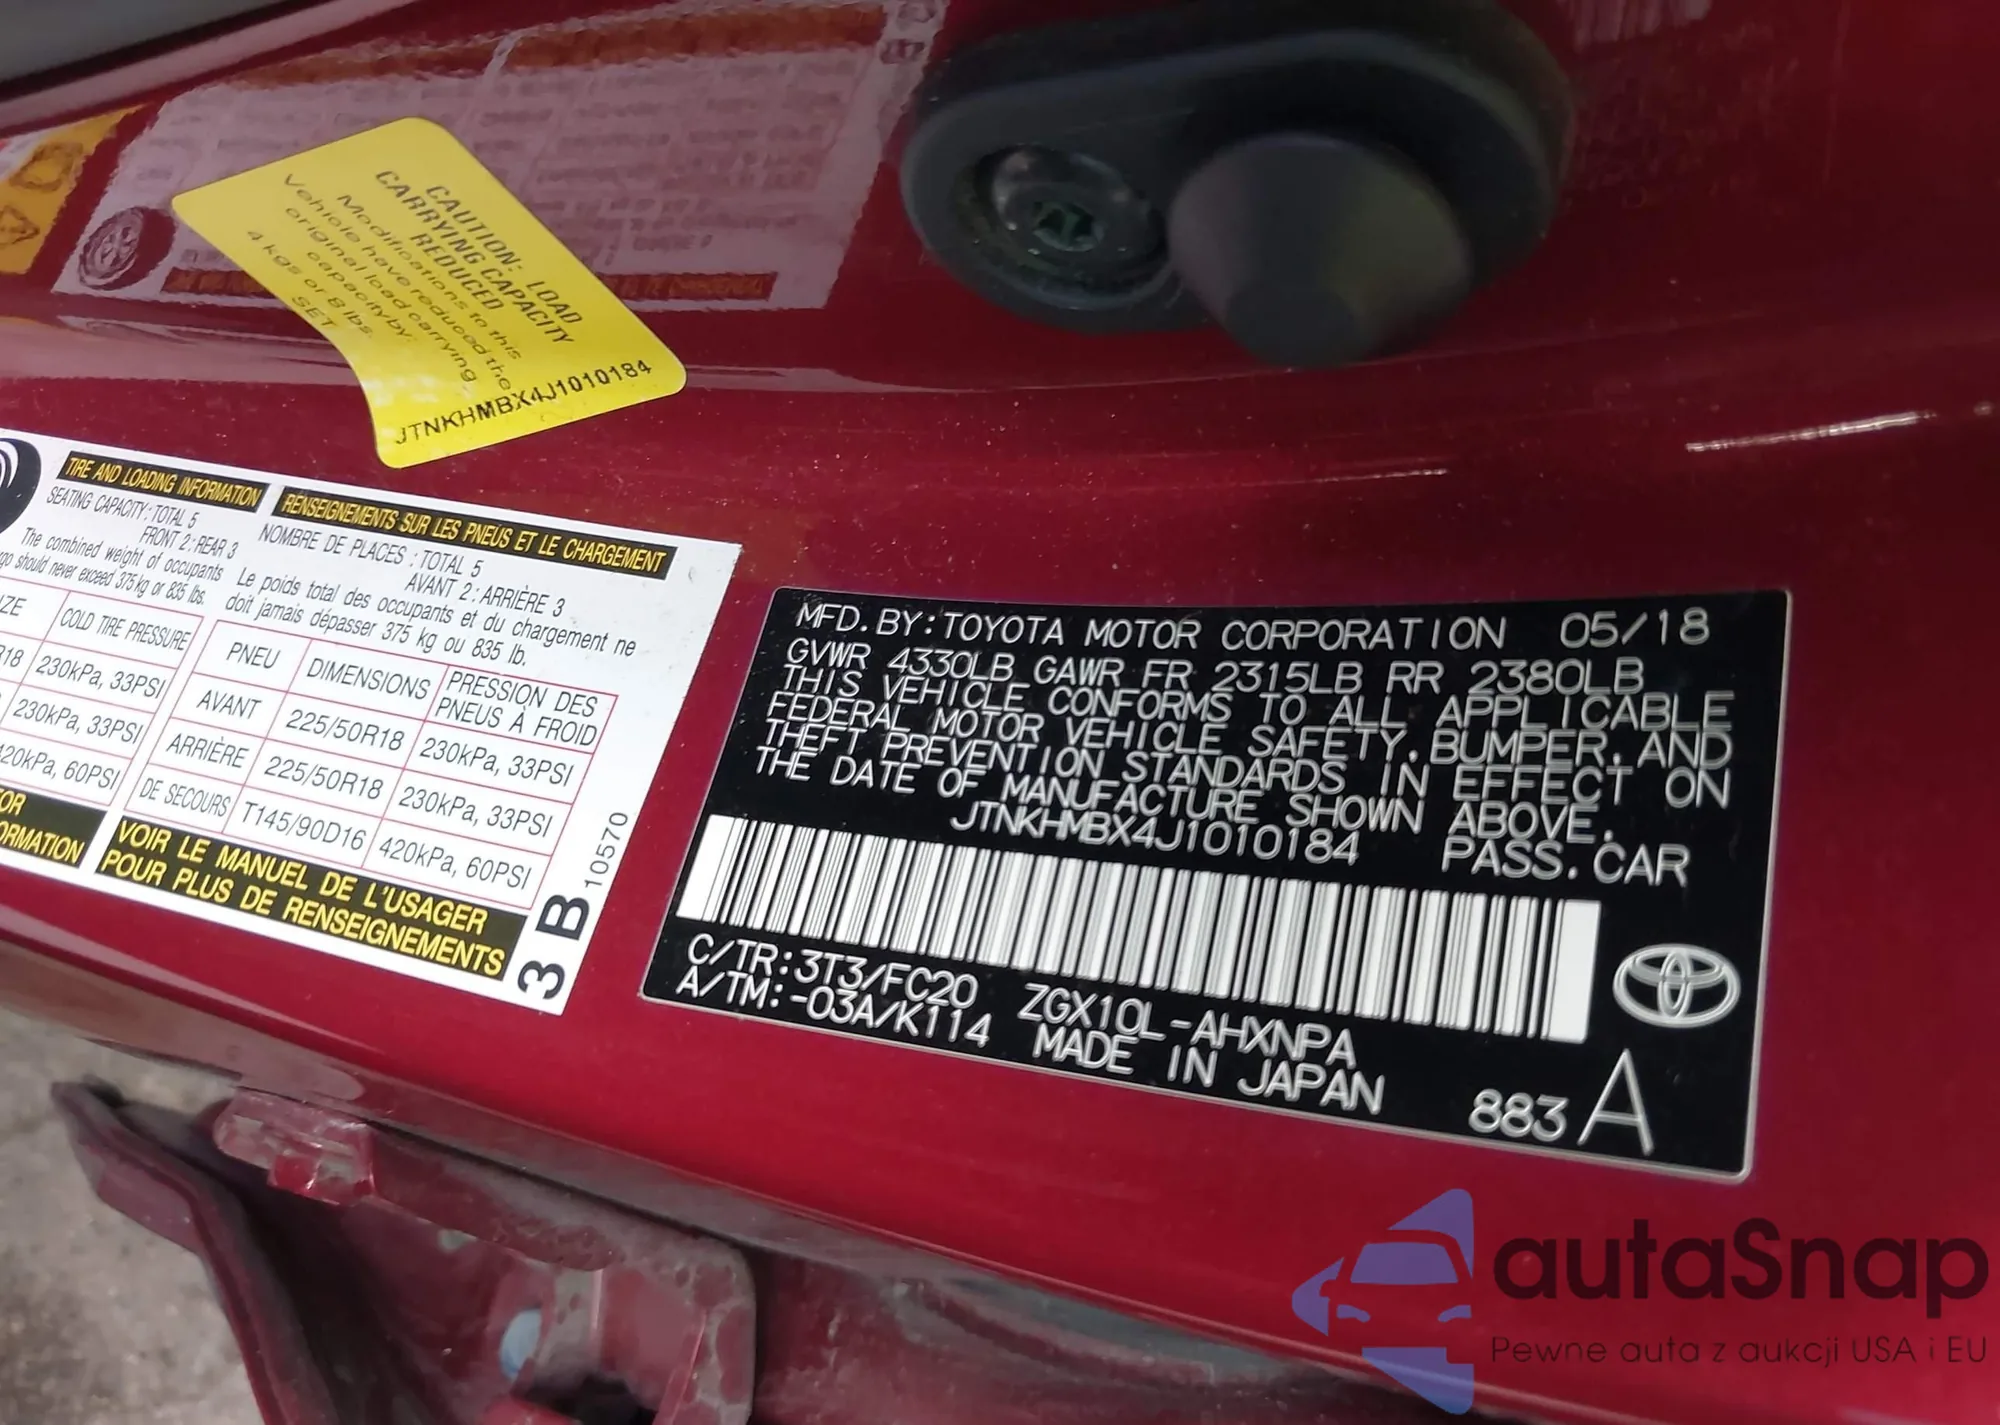 CAUTION: LOAD
CARRYING CAPACITY
REDUCED
Modifications to this
Vehicle have reduced the
original load carrying
capacity by:
4 kgs or 8 lbs.
SET
JTNKHMBX4J1010184
TIRE AND LOADING INFORMATION
SEATING CAPACITY : TOTAL 5
FRONT 2 : REAR 3
The combined weight of occupants
should never exceed 375 kg or 835 lbs.
COLD TIRE PRESSURE
230kPa, 33PSI
230kPa, 33PSI
420kPa, 60PSI
RENSEIGNEMENTS SUR LES PNEUS ET LE CHARGEMENT
NOMBRE DE PLACES : TOTAL 5
AVANT 2 : ARRIÈRE 3
Le poids total des occupants et du chargement ne
doit jamais dépasser 375 kg ou 835 lb.
PNEU DIMENSIONS PRESSION DES PNEUS À FROID
AVANT 225/50R18 230kPa, 33PSI
ARRIÈRE 225/50R18 230kPa, 33PSI
DE SECOURS T145/90D16 420kPa, 60PSI
VOIR LE MANUEL DE L'USAGER
POUR PLUS DE RENSEIGNEMENTS
3 B 10570
MFD. BY: TOYOTA MOTOR CORPORATION 05/18
GVWR 4330LB GAWR FR 2315LB RR 2380LB
THIS VEHICLE CONFORMS TO ALL APPLICABLE
FEDERAL MOTOR VEHICLE SAFETY, BUMPER, AND
THEFT PREVENTION STANDARDS IN EFFECT ON
THE DATE OF MANUFACTURE SHOWN ABOVE.
JTNKHMBX4J1010184 PASS. CAR
C/TR: 3T3/FC20 ZGX10L-AHXNPA
A/TM: -03A/K114 MADE IN JAPAN
883 A
autaSnap
Pewne auta z aukcji USA i EU